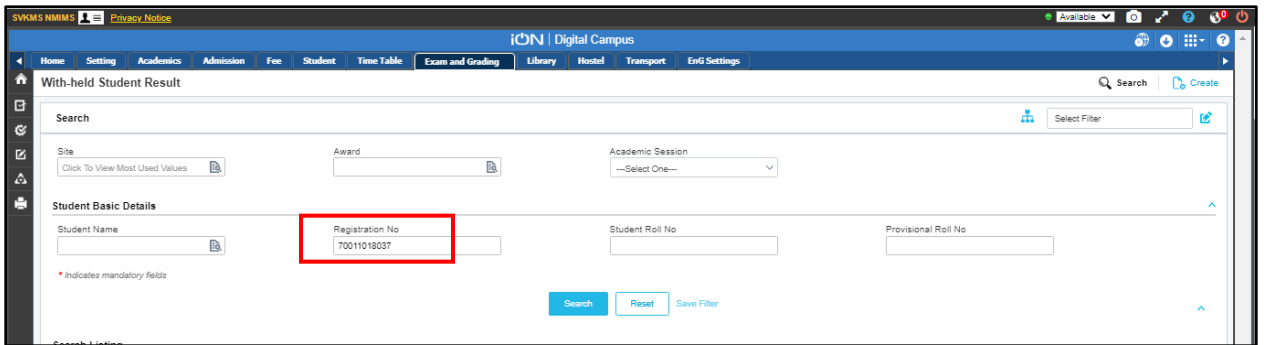 SVKMS NMIMS Privacy Notice Available 0
iON | Digital Campus
Home Setting Academics Admission Fee Student Time Table Exam and Grading Library Hostel Transport EnG Settings
With-held Student Result Search Create
Search Select Filter
Site Award Academic Session
Click To View Most Used Values ---Select One---
Student Basic Details
Student Name Registration No Student Roll No Provisional Roll No
70011018037
* Indicates mandatory fields
Search Reset Save Filter
Search Listing